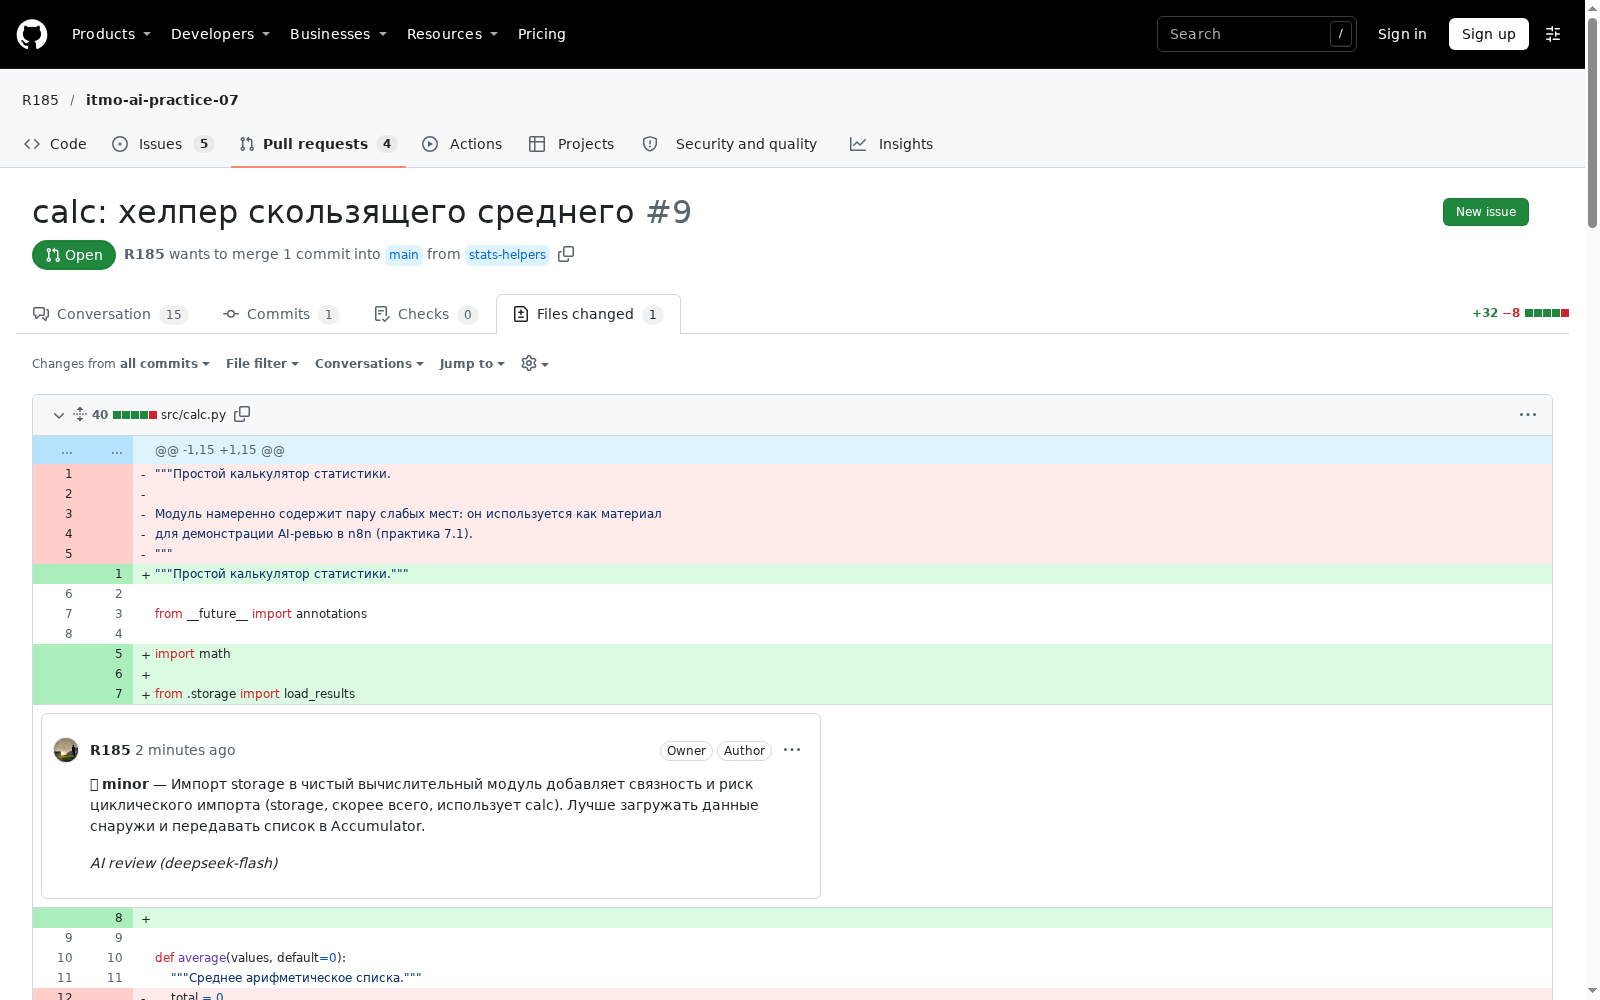 Products Developers Businesses Resources Pricing Search / Sign in Sign up
R185 / itmo-ai-practice-07
Code Issues 5 Pull requests 4 Actions Projects Security and quality Insights
calc: хелпер скользящего среднего #9
New issue
Open R185 wants to merge 1 commit into main from stats-helpers
Conversation 15 Commits 1 Checks 0 Files changed 1 +32 −8
Changes from all commits File filter Conversations Jump to
40 src/calc.py
... ... @@ -1,15 +1,15 @@
1 - """Простой калькулятор статистики.
2 -
3 - Модуль намеренно содержит пару слабых мест: он используется как материал
4 - для демонстрации AI-ревью в n8n (практика 7.1).
5 - """
1 + """Простой калькулятор статистики."""
6 2
7 3 from __future__ import annotations
8 4
5 + import math
6 +
7 + from .storage import load_results
R185 2 minutes ago Owner Author
minor — Импорт storage в чистый вычислительный модуль добавляет связность и риск
циклического импорта (storage, скорее всего, использует calc). Лучше загружать данные
снаружи и передавать список в Accumulator.
AI review (deepseek-flash)
8 +
9 9
10 10 def average(values, default=0):
11 11 """Среднее арифметическое списка."""
12 - total = 0